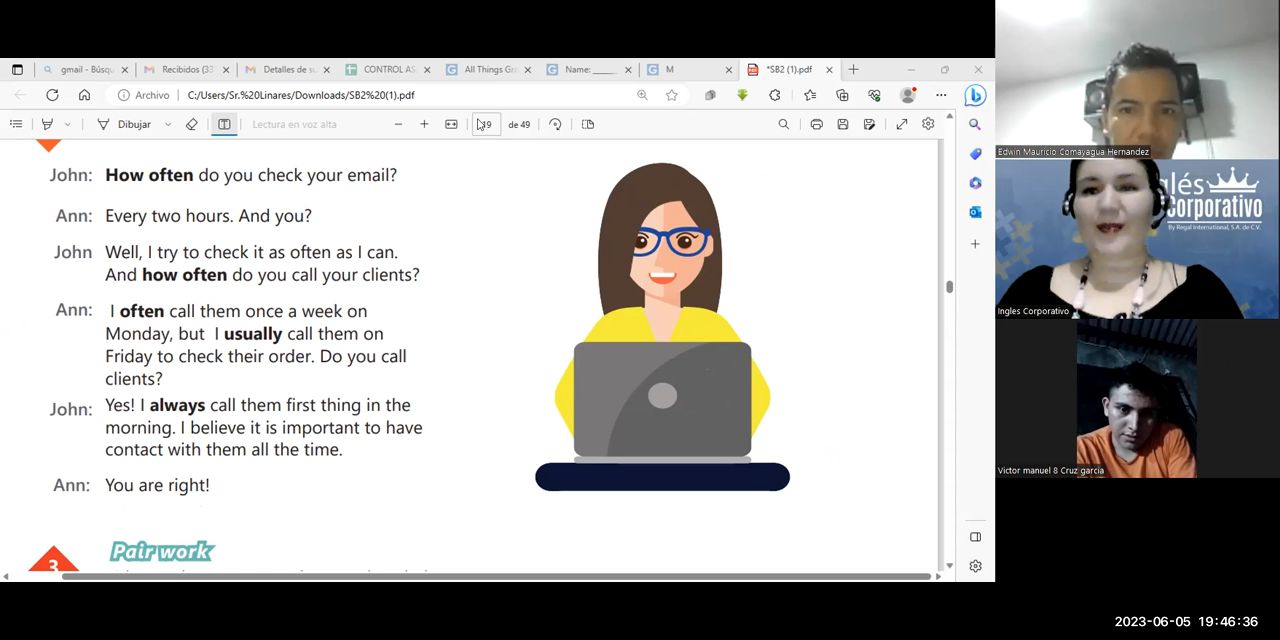 gmail - Búsqu
Recibidos (33
Detalles de su
CONTROL AS
All Things Gr
Name: _____
M
*SB2 (1).pdf
Archivo
C:/Users/Sr.%20Linares/Downloads/SB2%20(1).pdf
Dibujar
Lectura en voz alta
de 49
John: How often do you check your email?
Ann: Every two hours. And you?
John Well, I try to check it as often as I can.
And how often do you call your clients?
Ann: I often call them once a week on
Monday, but I usually call them on
Friday to check their order. Do you call
clients?
John: Yes! I always call them first thing in the
morning. I believe it is important to have
contact with them all the time.
Ann: You are right!
3
Pair work
Edwin Mauricio Comayagua Hernandez
glés
Corporativo
By Regal International, S.A. de C.V.
Ingles Corporativo
Victor manuel 8 Cruz garcia
2023-06-05 19:46:36